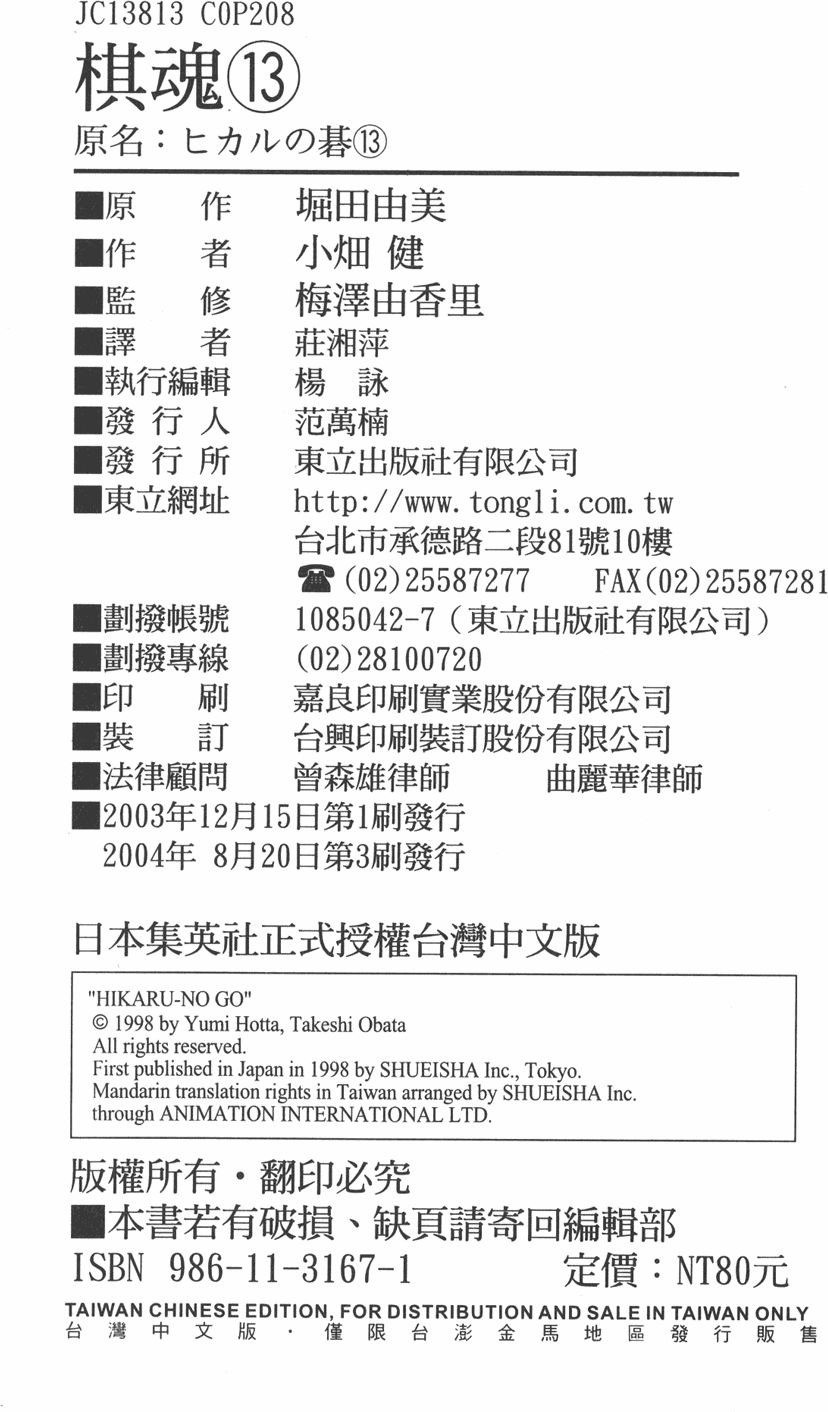 JC13813 C0P208
棋魂⑬
原名：ヒカルの碁⑬
■原　　作　　堀田由美
■作　　者　　小畑 健
■監　　修　　梅澤由香里
■譯　　者　　莊湘萍
■執行編輯　　楊　詠
■發 行 人　　范萬楠
■發 行 所　　東立出版社有限公司
■東立網址　　http://www.tongli.com.tw
台北市承德路二段81號10樓
☎(02)25587277　FAX(02)25587281
■劃撥帳號　　1085042-7（東立出版社有限公司）
■劃撥專線　　(02)28100720
■印　　刷　　嘉良印刷實業股份有限公司
■裝　　訂　　台興印刷裝訂股份有限公司
■法律顧問　　曾森雄律師　　曲麗華律師
■2003年12月15日第1刷發行
2004年 8月20日第3刷發行
日本集英社正式授權台灣中文版
"HIKARU-NO GO"
© 1998 by Yumi Hotta, Takeshi Obata
All rights reserved.
First published in Japan in 1998 by SHUEISHA Inc., Tokyo.
Mandarin translation rights in Taiwan arranged by SHUEISHA Inc.
through ANIMATION INTERNATIONAL LTD.
版權所有・翻印必究
■本書若有破損、缺頁請寄回編輯部
ISBN 986-11-3167-1　　定價：NT80元
TAIWAN CHINESE EDITION, FOR DISTRIBUTION AND SALE IN TAIWAN ONLY
台灣中文版・僅限台澎金馬地區發行販售